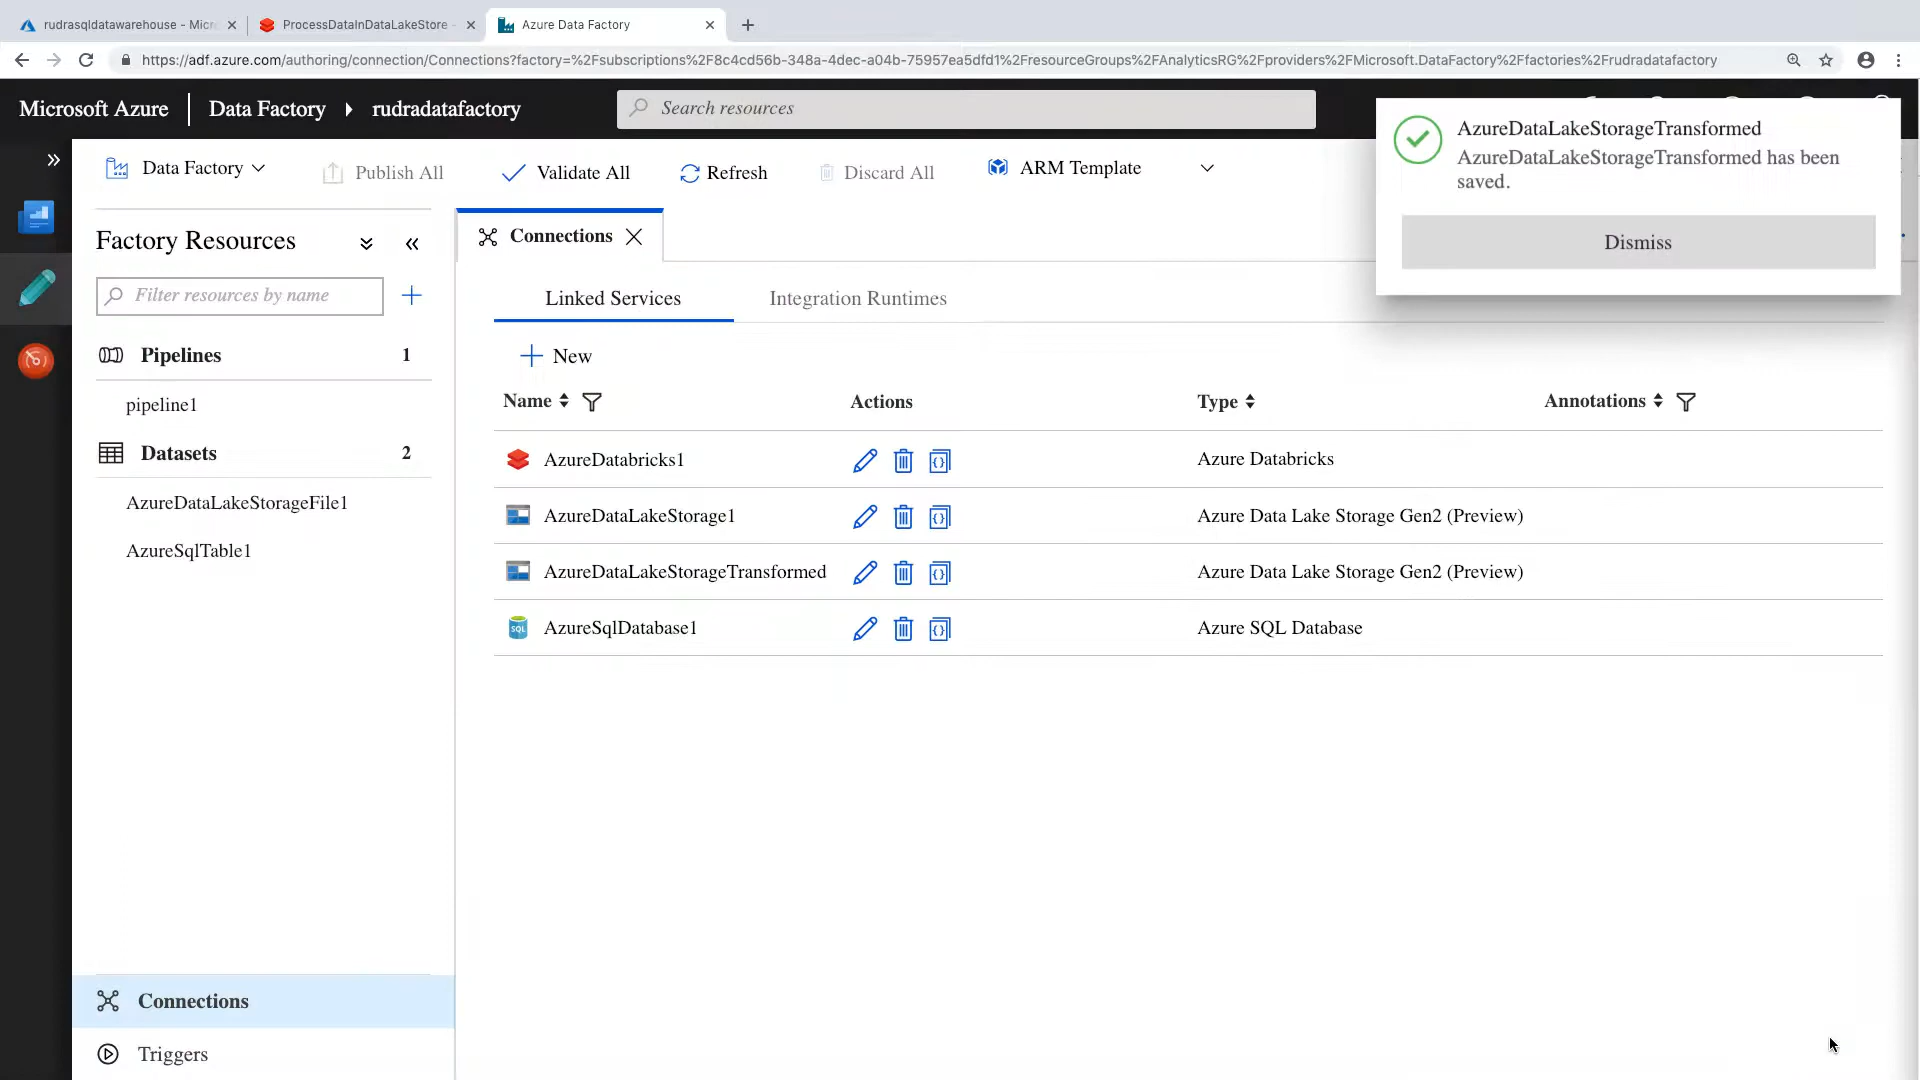 rudrasqldatawarehouse - Micr
ProcessDataInDataLakeStore -
Azure Data Factory
https://adf.azure.com/authoring/connection/Connections?factory=%2Fsubscriptions%2F8c4cd56b-348a-4dec-a04b-75957ea5dfd1%2FresourceGroups%2FAnalyticsRG%2Fproviders%2FMicrosoft.DataFactory%2Ffactories%2Frudradatafactory
Microsoft Azure
Data Factory
rudradatafactory
Search resources
AzureDataLakeStorageTransformed
AzureDataLakeStorageTransformed has been
saved.
Dismiss
Data Factory
Publish All
Validate All
Refresh
Discard All
ARM Template
Factory Resources
Filter resources by name
Pipelines 1
pipeline1
Datasets 2
AzureDataLakeStorageFile1
AzureSqlTable1
Connections
Triggers
Connections
Linked Services
Integration Runtimes
New
Name Actions Type Annotations
AzureDatabricks1 Azure Databricks
AzureDataLakeStorage1 Azure Data Lake Storage Gen2 (Preview)
AzureDataLakeStorageTransformed Azure Data Lake Storage Gen2 (Preview)
SQL AzureSqlDatabase1 Azure SQL Database